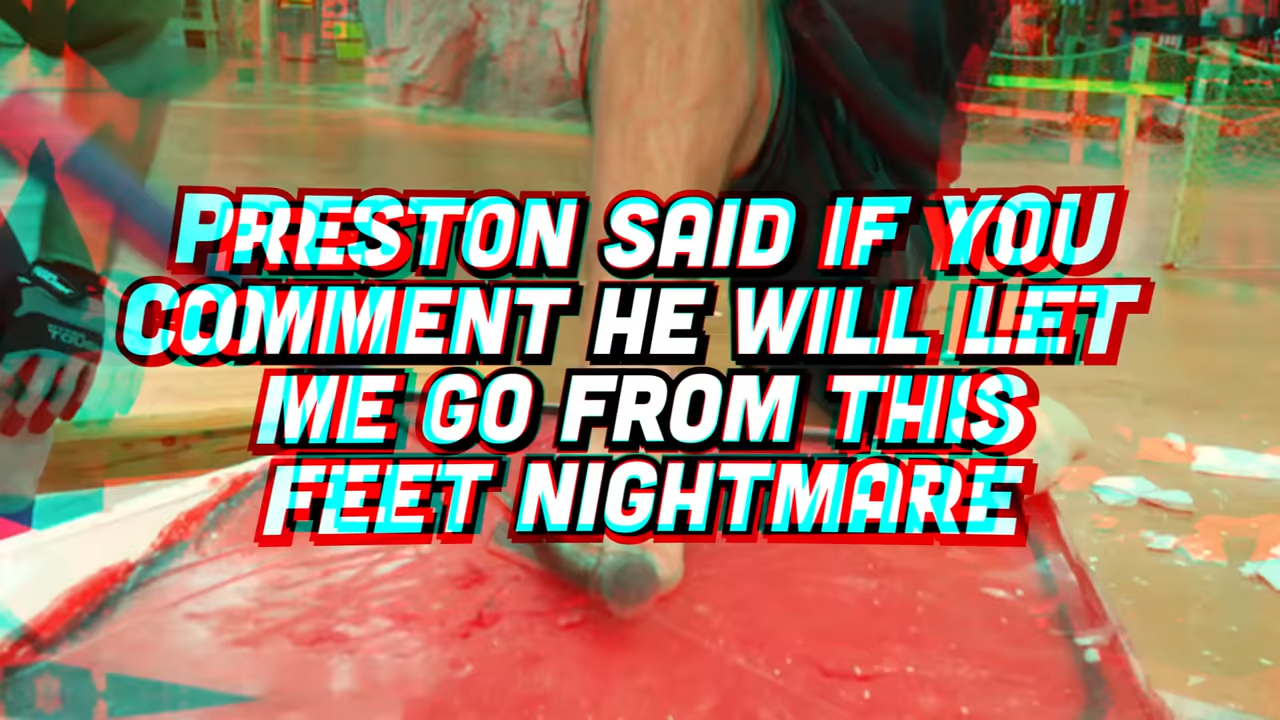 PRESTON SAID IF YOU
COMMENT HE WILL LET
ME GO FROM THIS
FEET NIGHTMARE